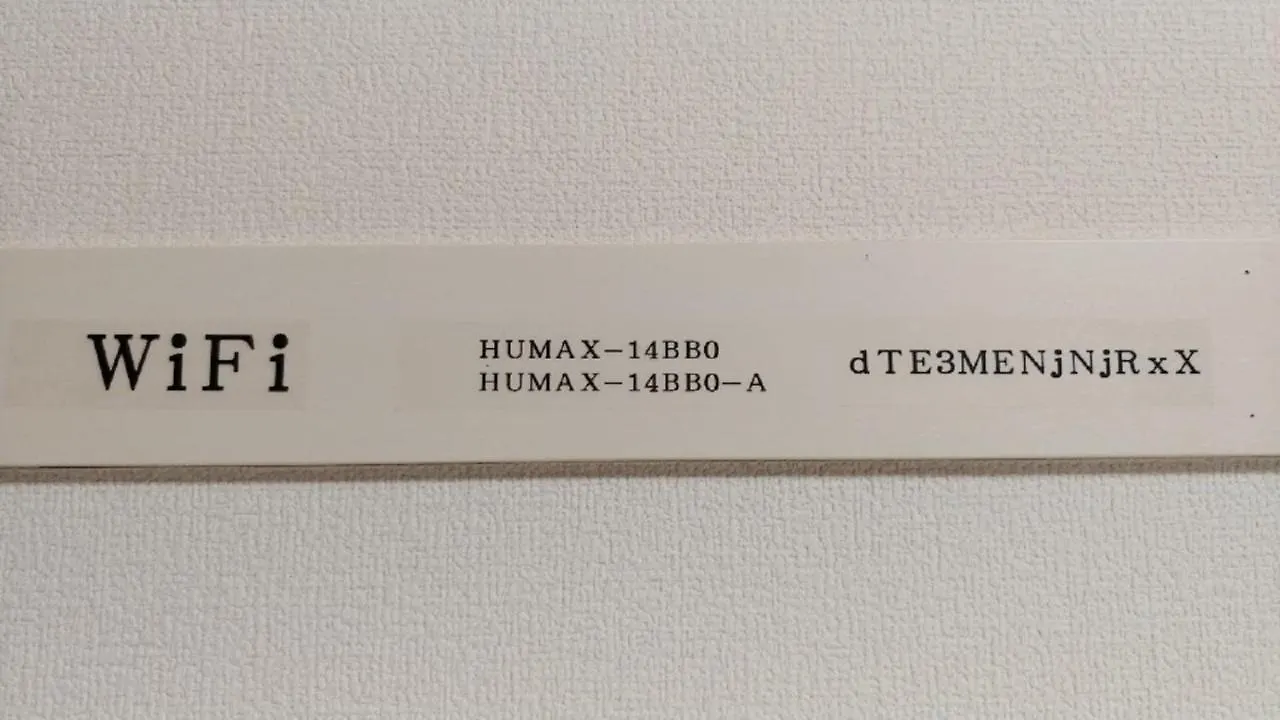 WiFi
HUMAX-14BB0
HUMAX-14BB0-A
dTE3MENjNjRxX